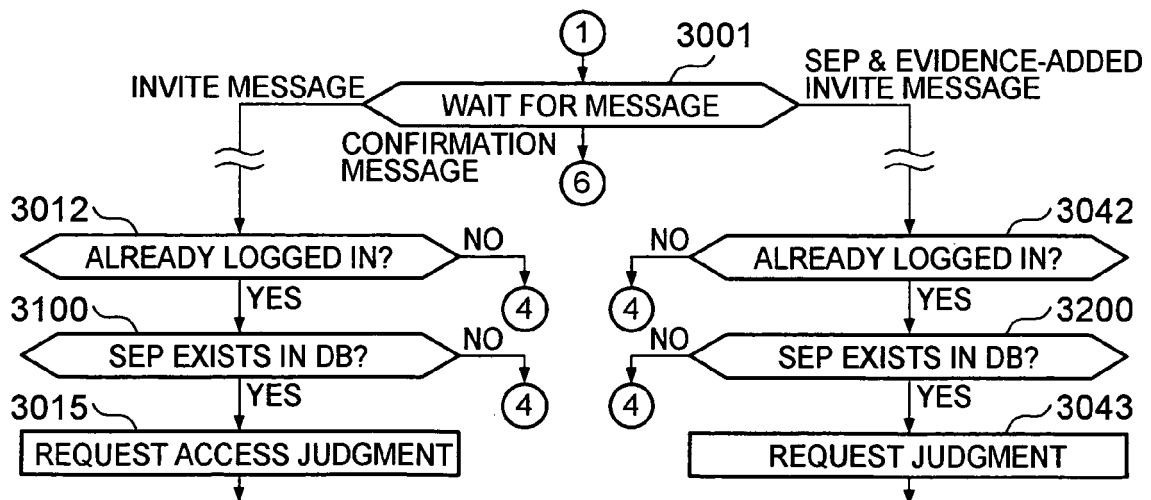 1
3001
INVITE MESSAGE
WAIT FOR MESSAGE
SEP & EVIDENCE-ADDED
INVITE MESSAGE
CONFIRMATION
MESSAGE
6
3012
ALREADY LOGGED IN?
NO
4
YES
3100
SEP EXISTS IN DB?
NO
4
YES
3015
REQUEST ACCESS JUDGMENT
3042
ALREADY LOGGED IN?
NO
4
YES
3200
SEP EXISTS IN DB?
NO
4
YES
3043
REQUEST JUDGMENT